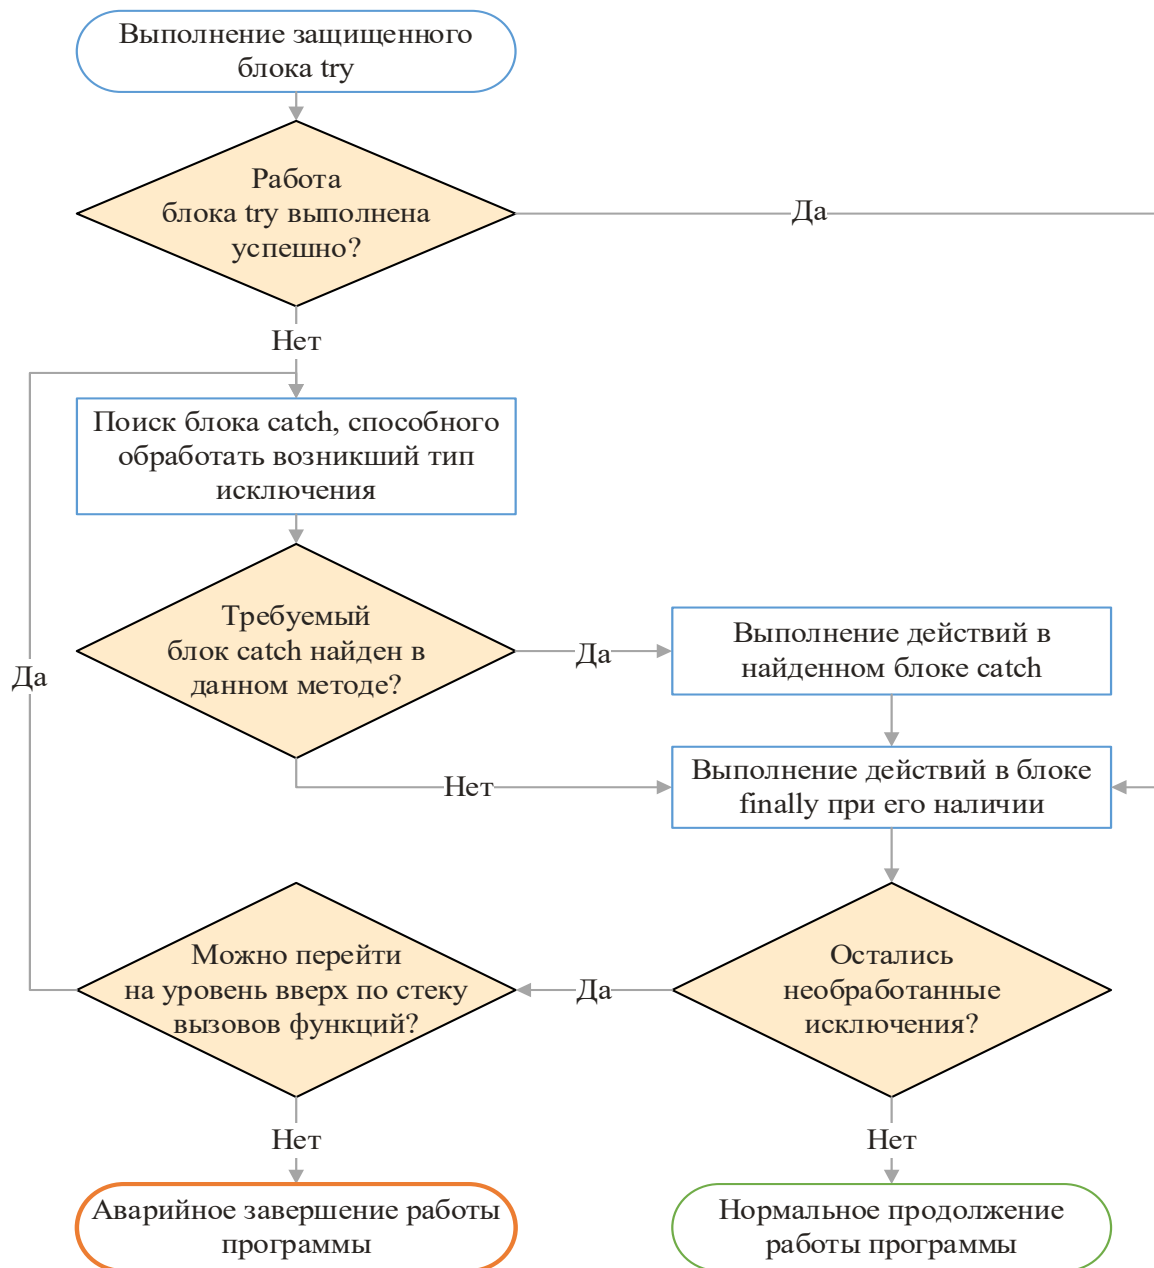 Выполнение защищенного
блока try
Работа
блока try выполнена
успешно?
Да
Нет
Поиск блока catch, способного
обработать возникший тип
исключения
Требуемый
блок catch найден в
данном методе?
Да
Выполнение действий в
найденном блоке catch
Да
Нет
Выполнение действий в блоке
finally при его наличии
Можно перейти
на уровень вверх по стеку
вызовов функций?
Да
Остались
необработанные
исключения?
Нет
Нет
Аварийное завершение работы
программы
Нормальное продолжение
работы программы